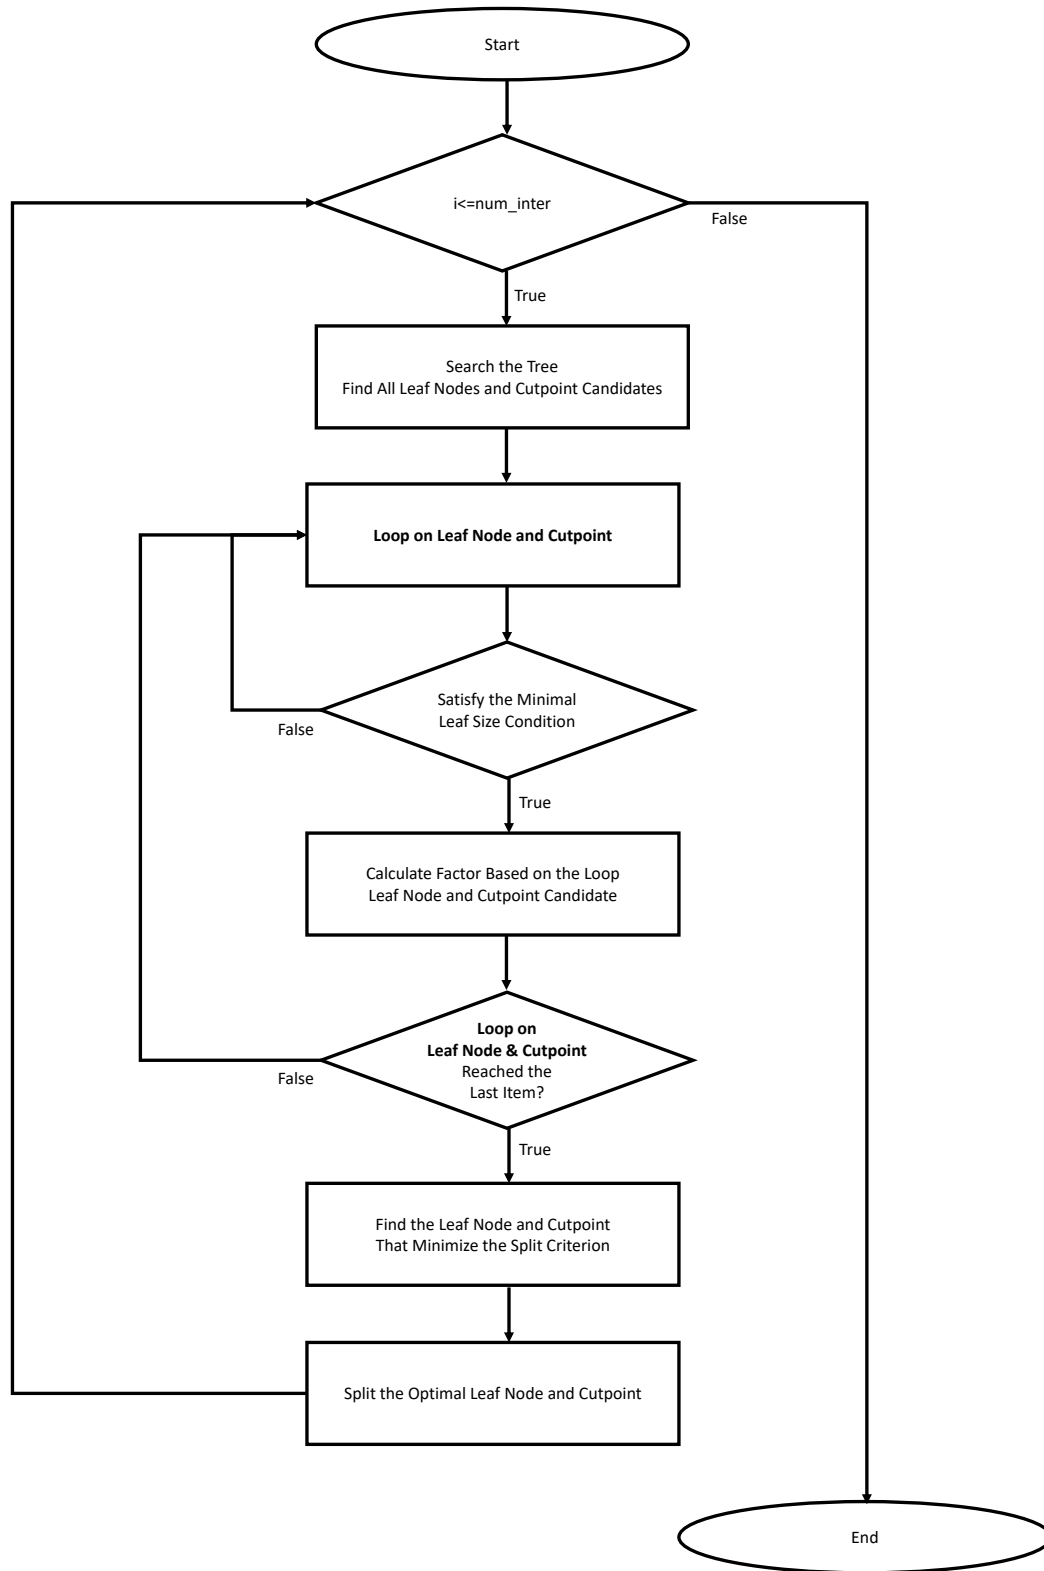 Start
i<=num_inter
False
True
Search the Tree
Find All Leaf Nodes and Cutpoint Candidates
Loop on Leaf Node and Cutpoint
Satisfy the Minimal
Leaf Size Condition
False
True
Calculate Factor Based on the Loop
Leaf Node and Cutpoint Candidate
Loop on
Leaf Node & Cutpoint
Reached the
Last Item?
False
True
Find the Leaf Node and Cutpoint
That Minimize the Split Criterion
Split the Optimal Leaf Node and Cutpoint
End